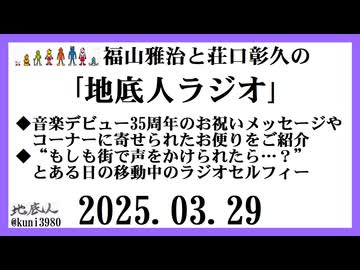 福山雅治と荘口彰久の
「地底人ラジオ」
◆音楽デビュー35周年のお祝いメッセージや
コーナーに寄せられたお便りをご紹介
◆“もしも街で声をかけられたら…？”
とある日の移動中のラジオセルフィー
地底人
@kuni3980
2025.03.29